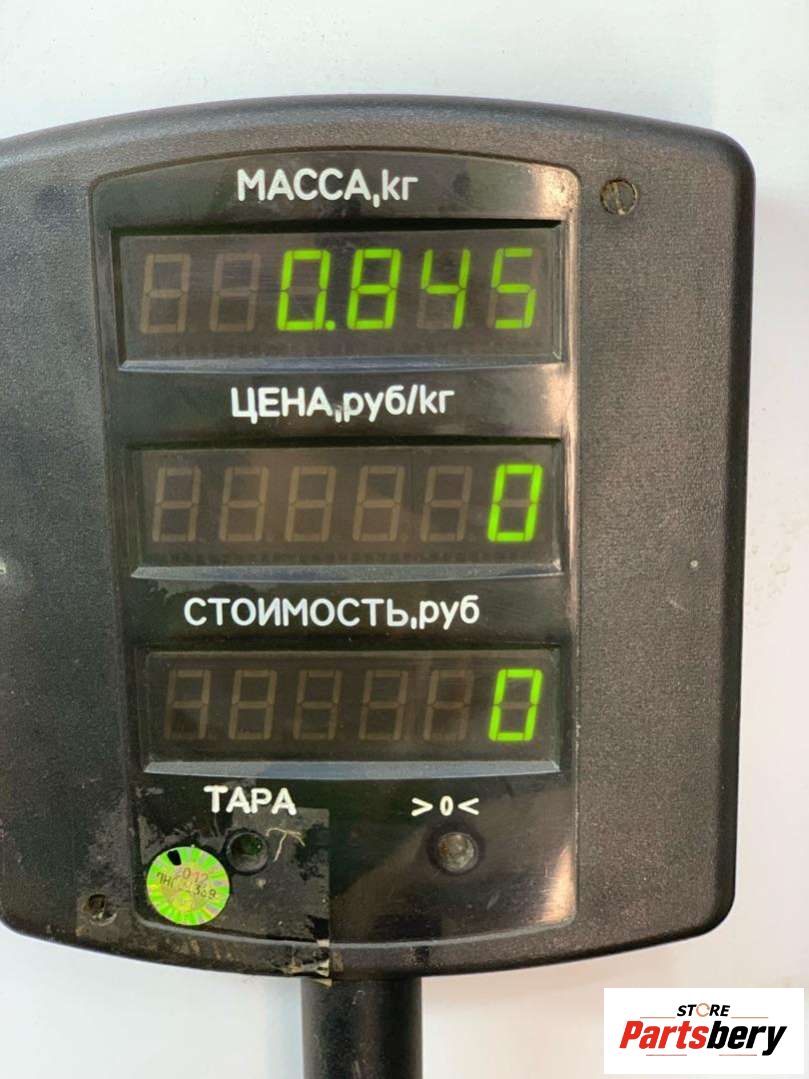 МАССА,кг
0.845
ЦЕНА,руб/кг
0
СТОИМОСТЬ,руб
0
ТАРА >0<
STORE
Partsbery